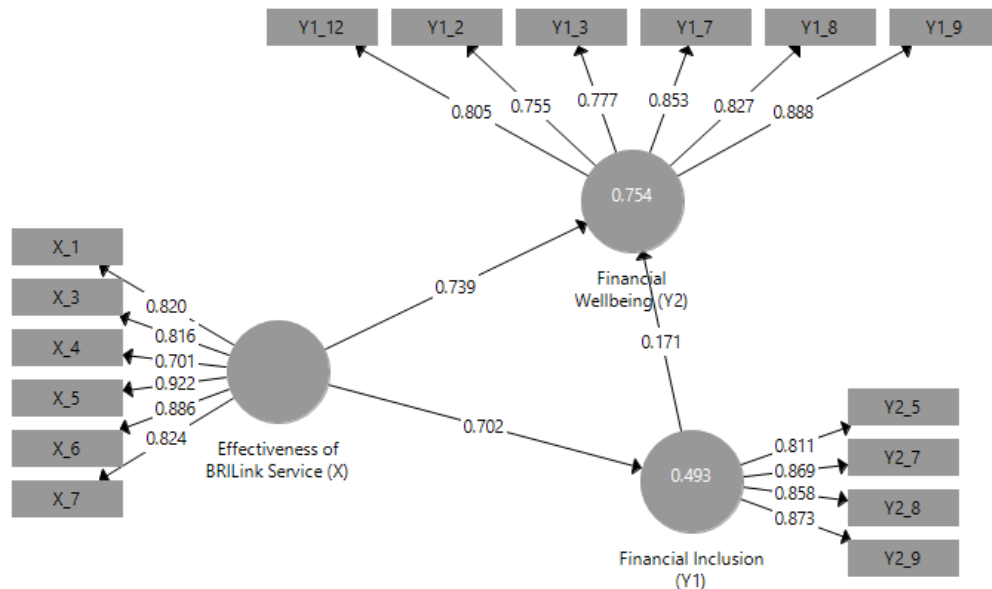 Y1_12 Y1_2 Y1_3 Y1_7 Y1_8 Y1_9
0.805 0.755 0.777 0.853 0.827 0.888
0.754
Financial
Wellbeing (Y2)
X_1
X_3
X_4
X_5
X_6
X_7
0.820
0.816
0.701
0.922
0.886
0.824
Effectiveness of
BRILink Service (X)
0.739
0.702
0.171
0.493
Financial Inclusion
(Y1)
0.811
0.869
0.858
0.873
Y2_5
Y2_7
Y2_8
Y2_9